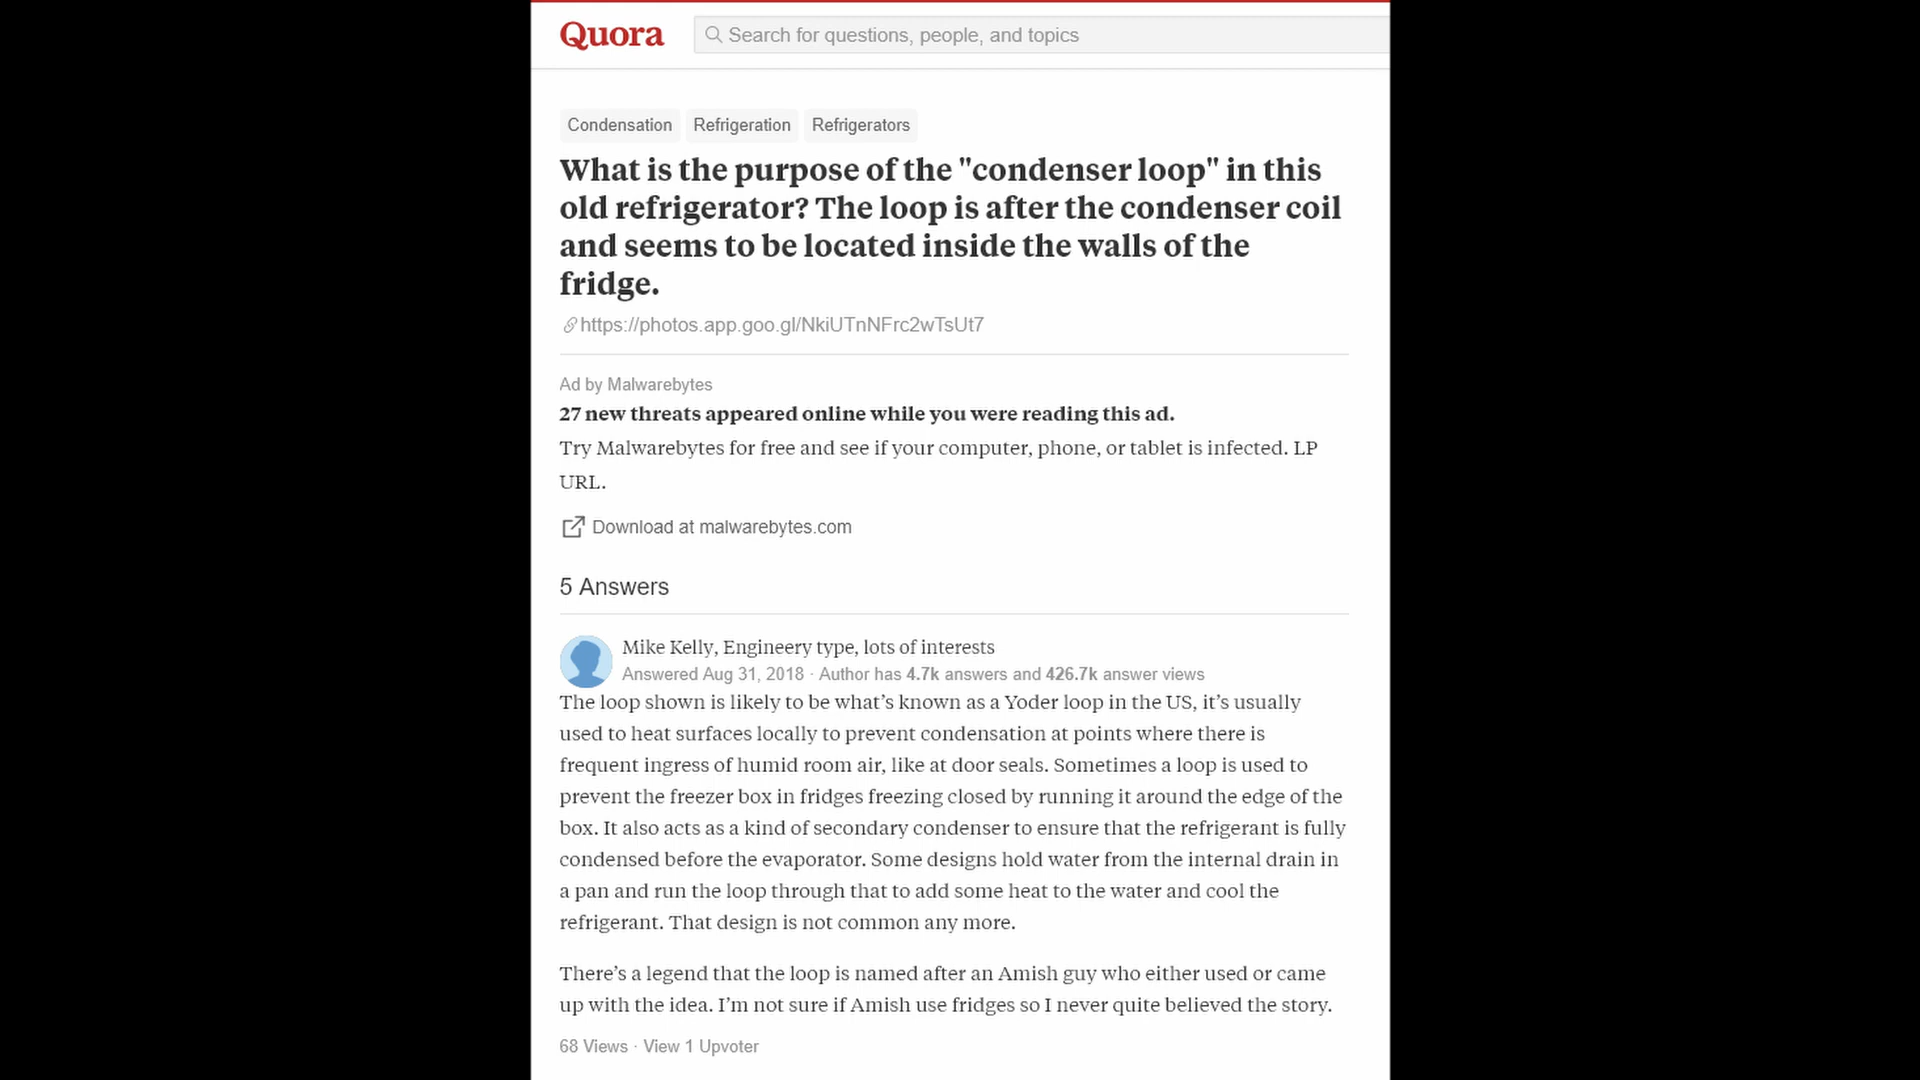 Quora
Search for questions, people, and topics
Condensation Refrigeration Refrigerators
What is the purpose of the "condenser loop" in this
old refrigerator? The loop is after the condenser coil
and seems to be located inside the walls of the
fridge.
https://photos.app.goo.gl/NkiUTnNFrc2wTsUt7
Ad by Malwarebytes
27 new threats appeared online while you were reading this ad.
Try Malwarebytes for free and see if your computer, phone, or tablet is infected. LP
URL.
Download at malwarebytes.com
5 Answers
Mike Kelly, Engineery type, lots of interests
Answered Aug 31, 2018 · Author has 4.7k answers and 426.7k answer views
The loop shown is likely to be what’s known as a Yoder loop in the US, it’s usually
used to heat surfaces locally to prevent condensation at points where there is
frequent ingress of humid room air, like at door seals. Sometimes a loop is used to
prevent the freezer box in fridges freezing closed by running it around the edge of the
box. It also acts as a kind of secondary condenser to ensure that the refrigerant is fully
condensed before the evaporator. Some designs hold water from the internal drain in
a pan and run the loop through that to add some heat to the water and cool the
refrigerant. That design is not common any more.
There’s a legend that the loop is named after an Amish guy who either used or came
up with the idea. I’m not sure if Amish use fridges so I never quite believed the story.
68 Views · View 1 Upvoter